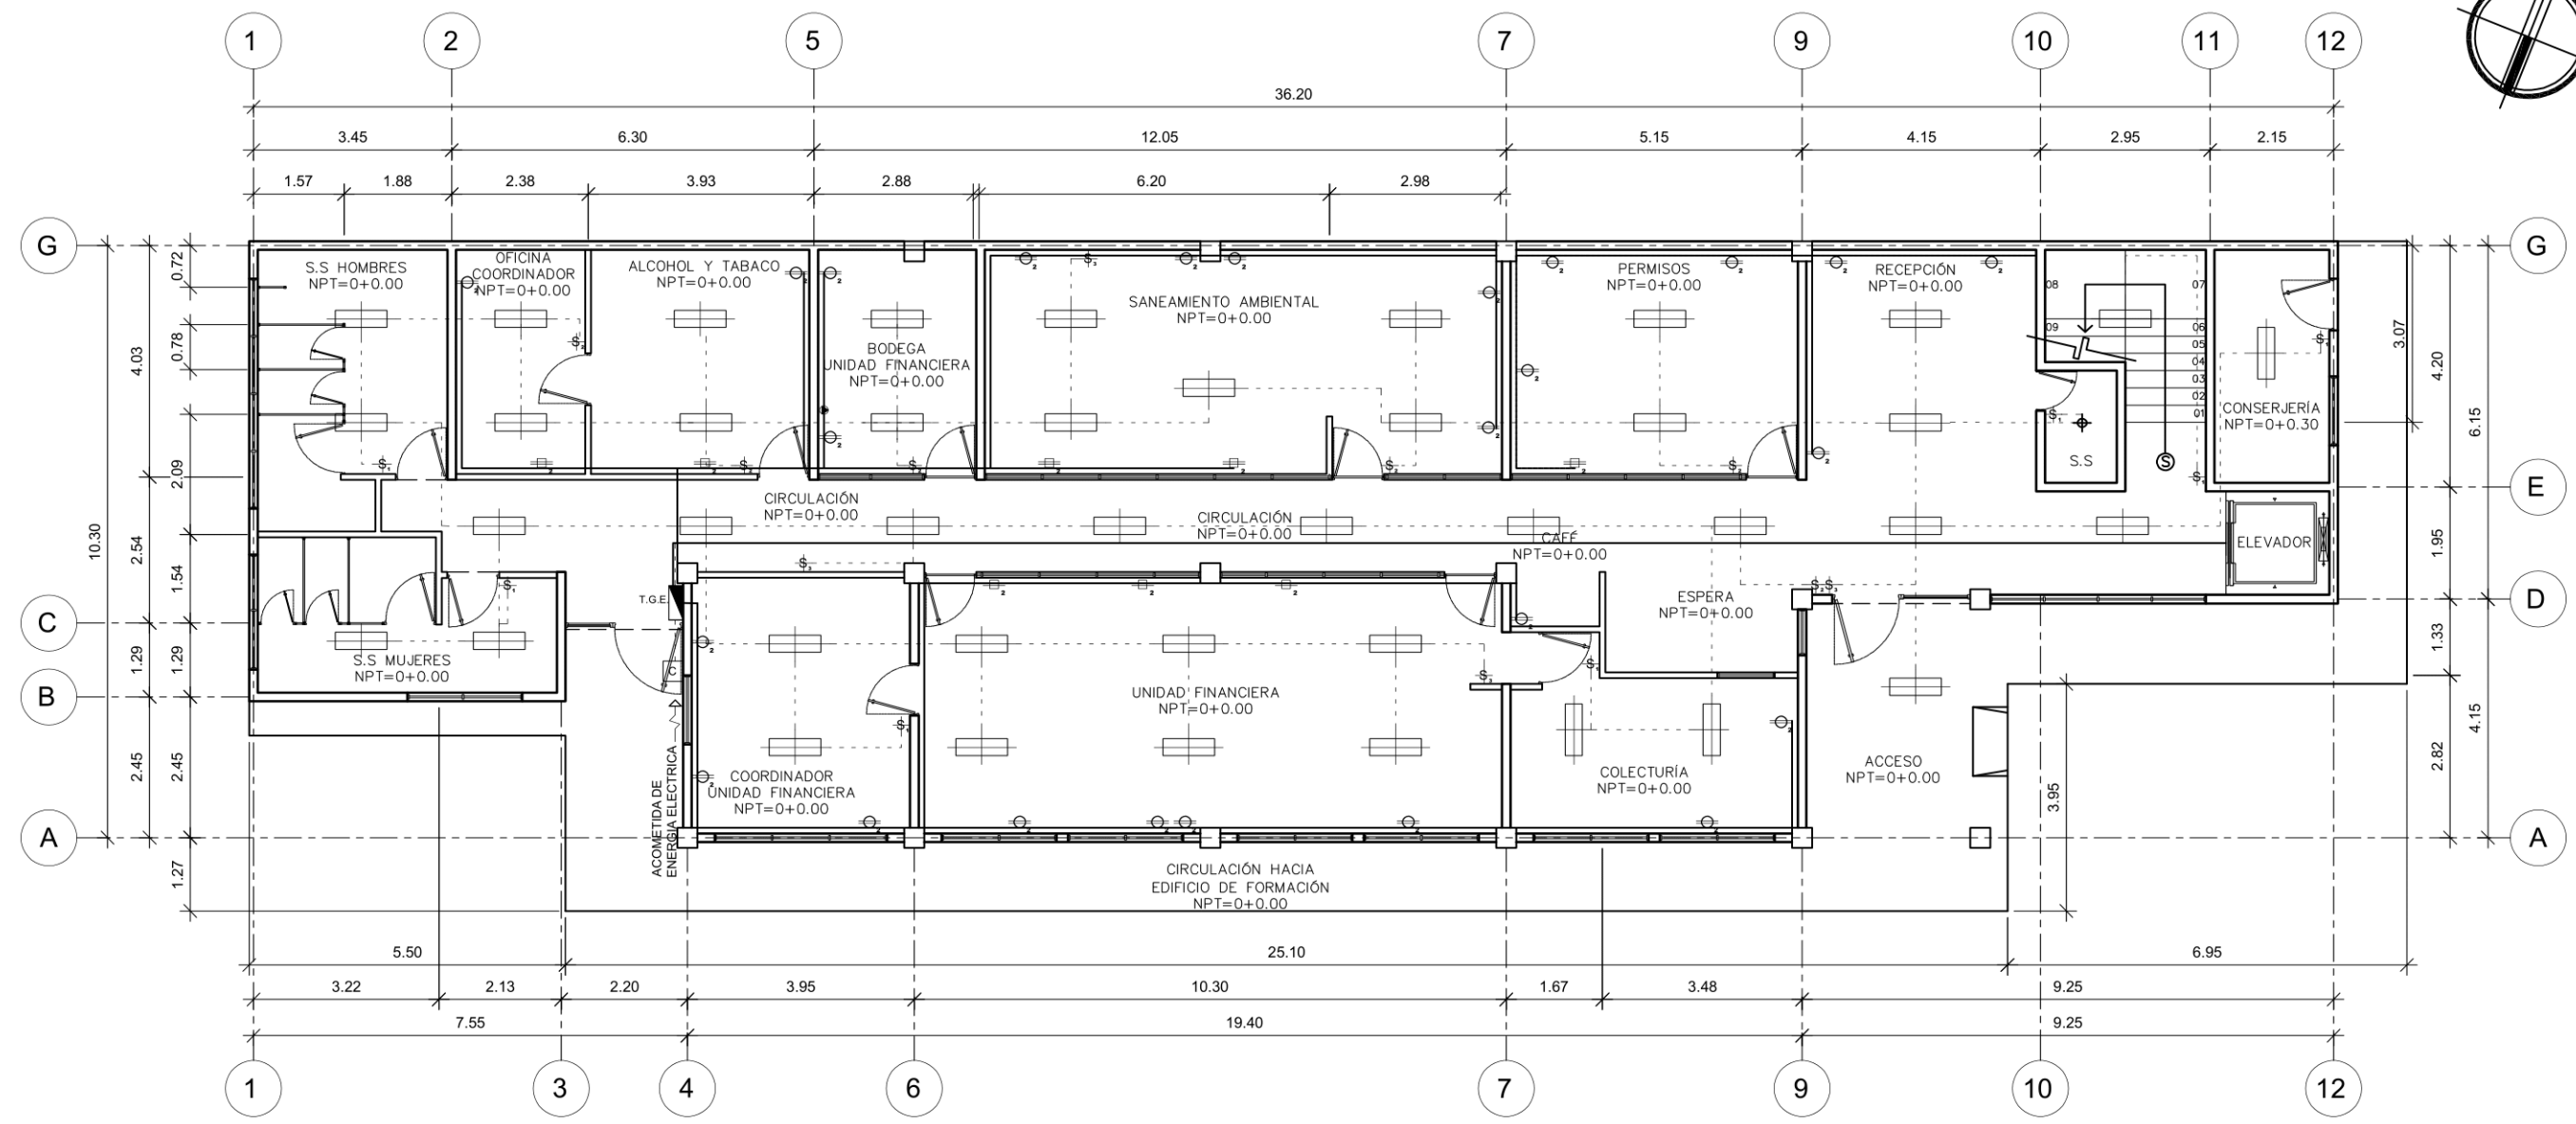 1 2 5 7 9 10 11 12
36.20
3.45 6.30 12.05 5.15 4.15 2.95 2.15
1.57 1.88 2.38 3.93 2.88 6.20 2.98
G
G
0.72
0.78
4.03
2.09
10.30
2.54
1.54
C
1.29
1.29
B
2.45
2.45
A
1.27
S.S HOMBRES
NPT=0+0.00
OFICINA
COORDINADOR
NPT=0+0.00
ALCOHOL Y TABACO
NPT=0+0.00
BODEGA
UNIDAD FINANCIERA
NPT=0+0.00
SANEAMIENTO AMBIENTAL
NPT=0+0.00
PERMISOS
NPT=0+0.00
RECEPCIÓN
NPT=0+0.00
08
07
09
06
05
04
03
02
01
S.S
S
CONSERJERÍA
NPT=0+0.30
3.07
4.20
6.15
E
1.95
D
1.33
4.15
2.82
3.95
A
CIRCULACIÓN
NPT=0+0.00
CIRCULACIÓN
NPT=0+0.00
CAFÉ
NPT=0+0.00
ELEVADOR
ESPERA
NPT=0+0.00
T.G.E.
C
S.S MUJERES
NPT=0+0.00
ACOMETIDA DE
ENERGIA ELECTRICA
COORDINADOR
UNIDAD FINANCIERA
NPT=0+0.00
UNIDAD FINANCIERA
NPT=0+0.00
COLECTURÍA
NPT=0+0.00
ACCESO
NPT=0+0.00
CIRCULACIÓN HACIA
EDIFICIO DE FORMACIÓN
NPT=0+0.00
5.50 25.10 6.95
3.22 2.13 2.20 3.95 10.30 1.67 3.48 9.25
7.55 19.40 9.25
1 3 4 6 7 9 10 12